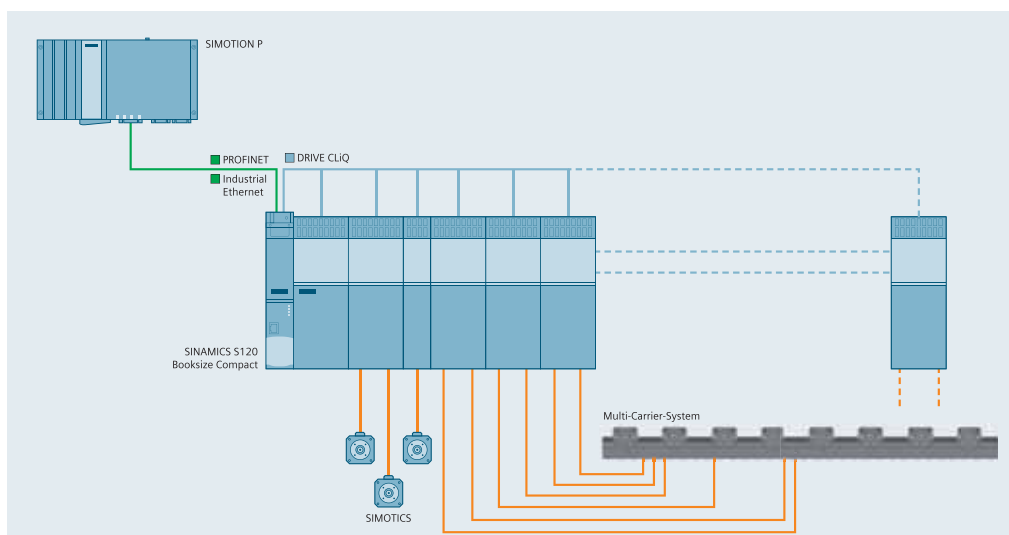 SIMOTION P
PROFINET
DRIVE CLiQ
Industrial
Ethernet
SINAMICS S120
Booksize Compact
Multi-Carrier-System
SIMOTICS